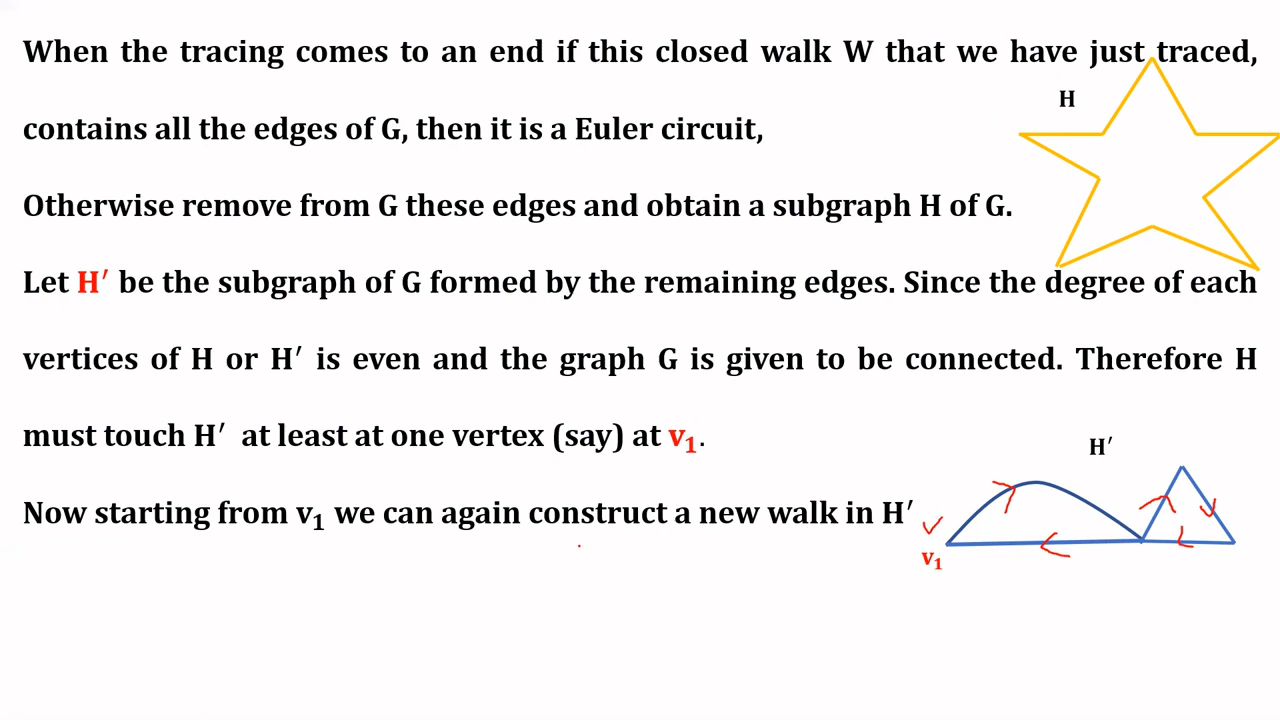 When the tracing comes to an end if this closed walk W that we have just traced,
H
contains all the edges of G, then it is a Euler circuit,
Otherwise remove from G these edges and obtain a subgraph H of G.
Let H′ be the subgraph of G formed by the remaining edges. Since the degree of each
vertices of H or H′ is even and the graph G is given to be connected. Therefore H
must touch H′ at least at one vertex (say) at v₁.
H′
Now starting from v₁ we can again construct a new walk in H′
v₁